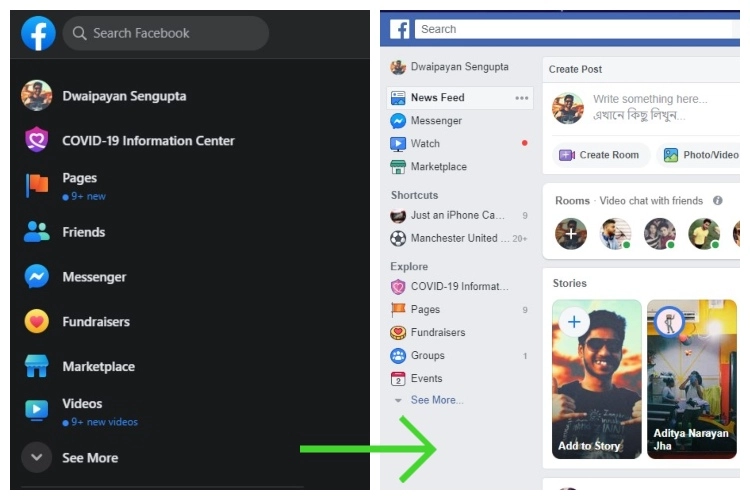 Search Facebook
Dwaipayan Sengupta
COVID-19 Information Center
Pages
9+ new
Friends
Messenger
Fundraisers
Marketplace
Videos
9+ new videos
See More
Search
Dwaipayan Sengupta
News Feed
Messenger
Watch
Marketplace
Shortcuts
Just an iPhone Ca... 9
Manchester United ... 20+
Explore
COVID-19 Informat...
Pages 9
Fundraisers
Groups 1
2 Events
See More...
Create Post
Write something here...
এখানে কিছু লিখুন...
Create Room
Photo/Video
Rooms · Video chat with friends
Stories
Add to Story
Aditya Narayan
Jha